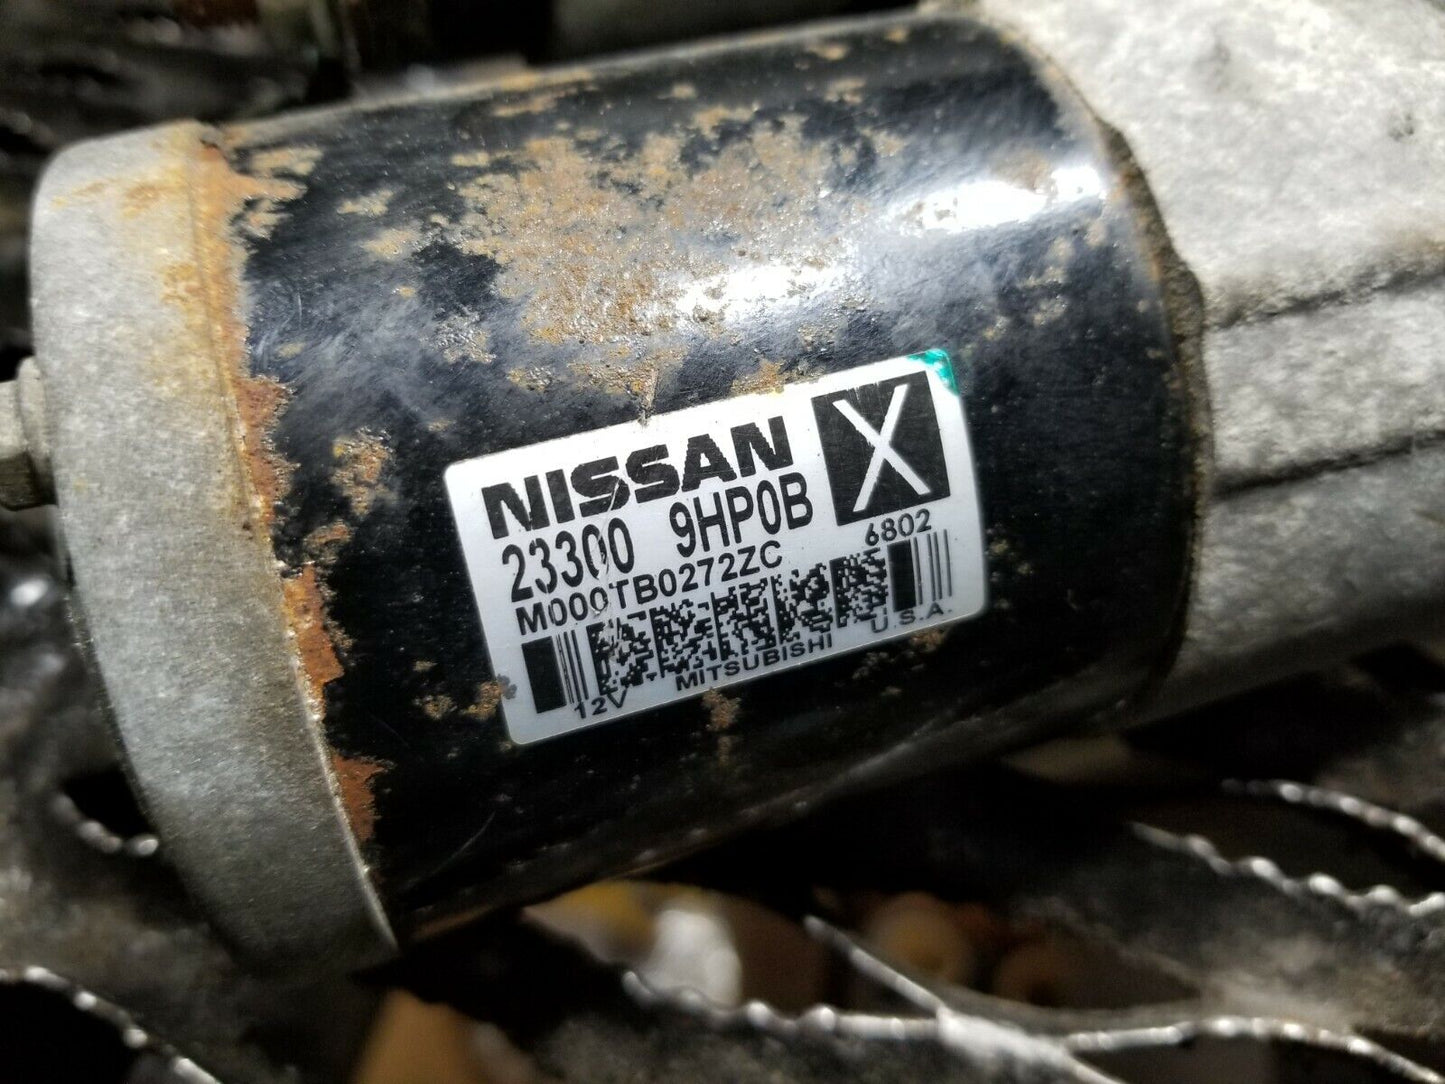 NISSAN X
23300 9HP0B
M000TB0272ZC 6802
12V MITSUBISHI U.S.A.